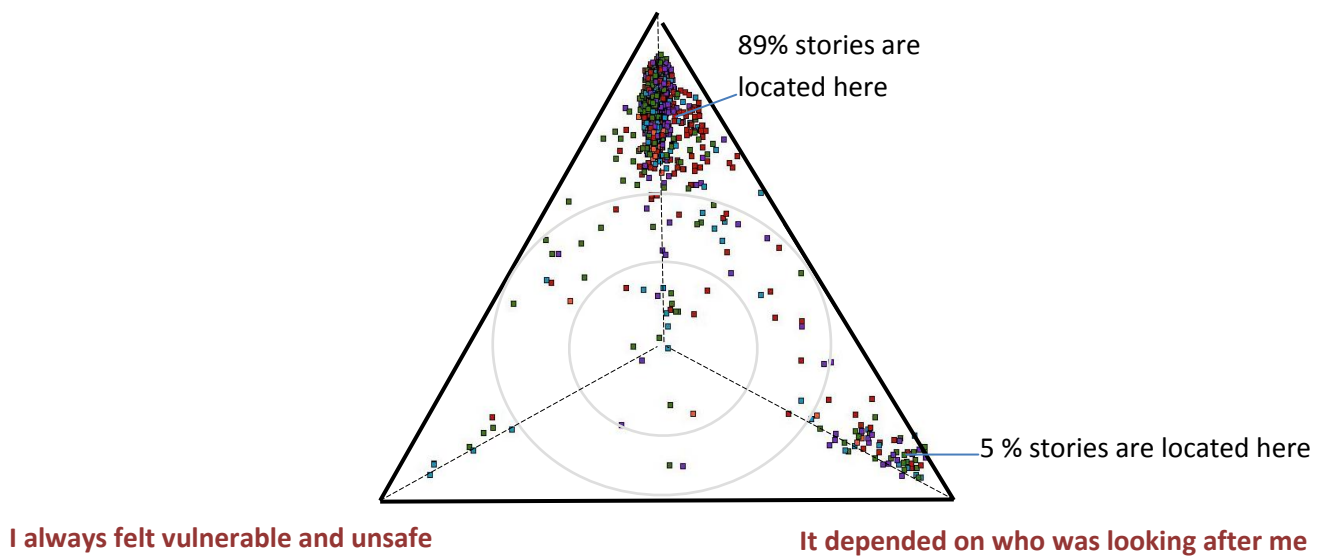 89% stories are
located here
5 % stories are located here
I always felt vulnerable and unsafe
It depended on who was looking after me